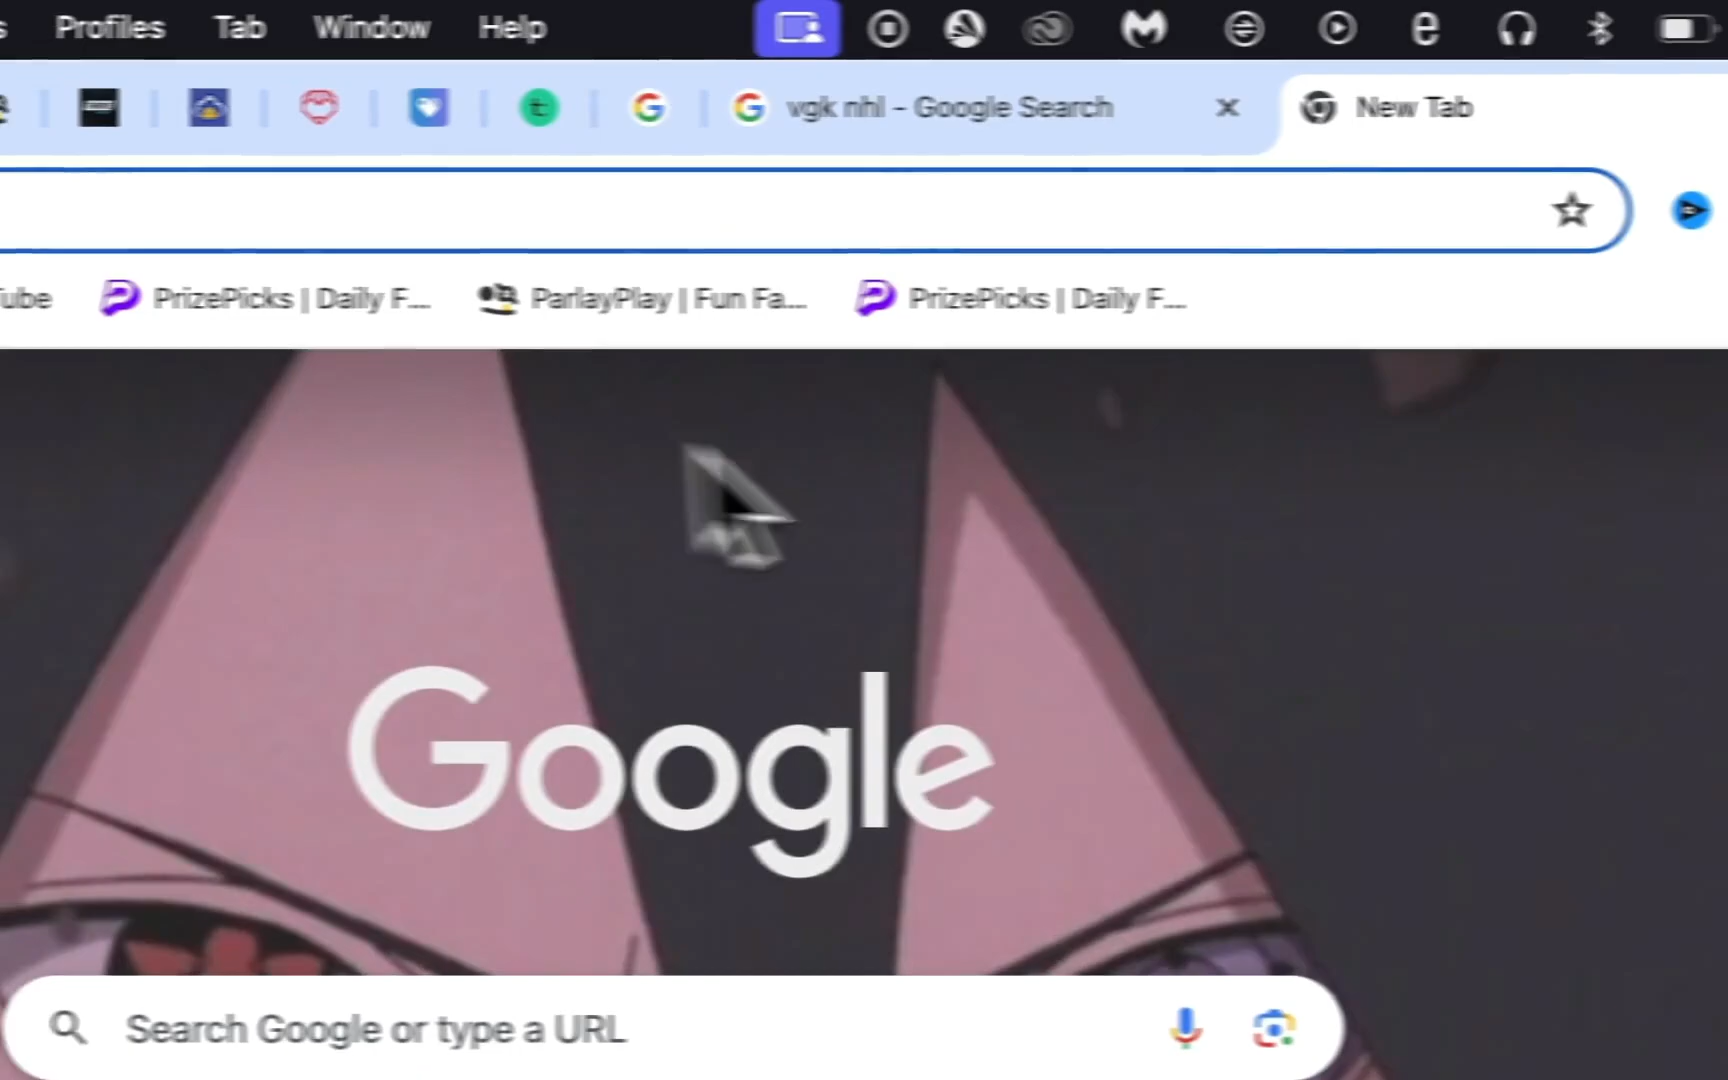 Profiles Tab Window Help
vgk nhl - Google Search
New Tab
PrizePicks | Daily F...
ParlayPlay | Fun Fa...
PrizePicks | Daily F...
Google
Search Google or type a URL